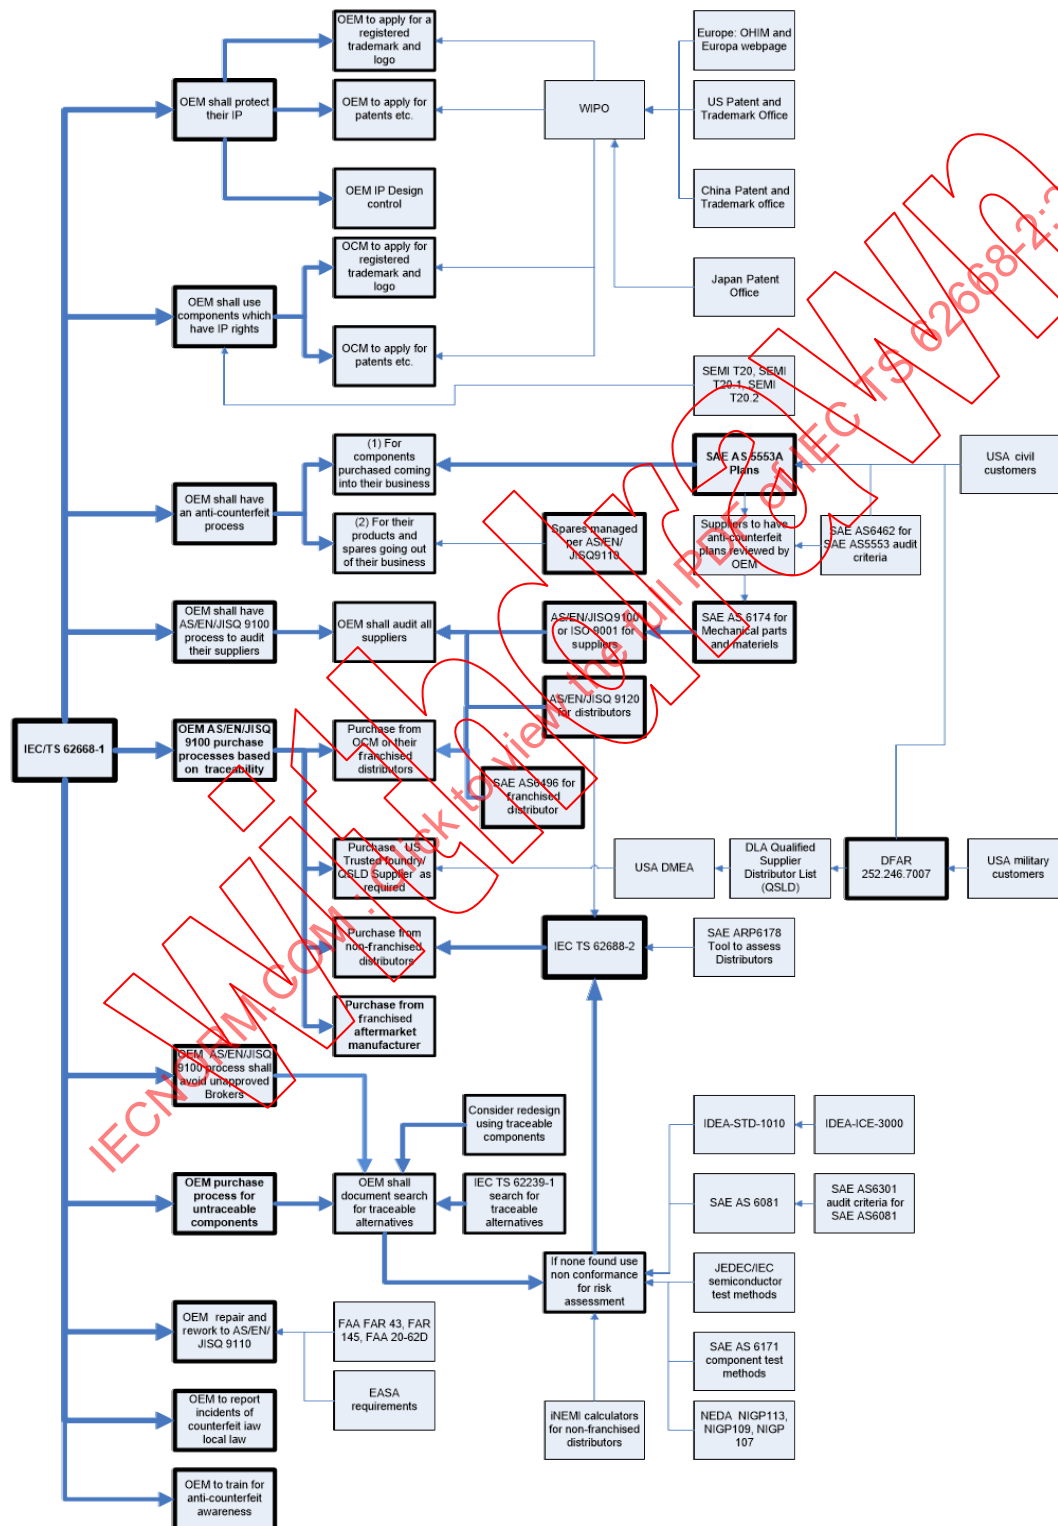 OEM to apply for a
registered
trademark and
logo
Europe: OHIM and
Europa webpage
OEM shall protect
their IP
OEM to apply for
patents etc.
WIPO
US Patent and
Trademark Office
OEM IP Design
control
China Patent and
Trademark office
OCM to apply for
registered
trademark and
logo
Japan Patent
Office
OEM shall use
components which
have IP rights
OCM to apply for
patents etc.
SEMI T20, SEMI
T20.1, SEMI
T20.2
(1) For
components
purchased coming
into their business
SAE AS 5553A
Plans
USA civil
customers
OEM shall have
an anti-counterfeit
process
(2) For their
products and
spares going out
of their business
Spares managed
per AS/EN/
JISQ9110
Suppliers to have
anti-counterfeit
plans reviewed by
OEM
SAE AS6462 for
SAE AS5553 audit
criteria
OEM shall have
AS/EN/JISQ 9100
process to audit
their suppliers
OEM shall audit all
suppliers
AS/EN/JISQ9100
or ISO 9001 for
suppliers
SAE AS 6174 for
Mechanical parts
and materiels
AS/EN/JISQ 9120
for distributors
IEC/TS 62668-1
OEM AS/EN/JISQ
9100 purchase
processes based
on traceability
Purchase from
OCM or their
franchised
distributors
SAE AS6496 for
franchised
distributor
Purchase US
Trusted foundry/
QSLD Supplier as
required
USA DMEA
DLA Qualified
Supplier
Distributor List
(QSLD)
DFAR
252.246.7007
USA military
customers
Purchase from
non-franchised
distributors
IEC TS 62688-2
SAE ARP6178
Tool to assess
Distributors
Purchase from
franchised
aftermarket
manufacturer
OEM AS/EN/JISQ
9100 process shall
avoid unapproved
Brokers
Consider redesign
using traceable
components
IDEA-STD-1010
IDEA-ICE-3000
OEM purchase
process for
untraceable
components
OEM shall
document search
for traceable
alternatives
IEC TS 62239-1
search for
traceable
alternatives
SAE AS 6081
SAE AS6301
audit criteria for
SAE AS6081
If none found use
non conformance
for risk
assessment
JEDEC/IEC
semiconductor
test methods
OEM repair and
rework to AS/EN/
JISQ 9110
FAA FAR 43, FAR
145, FAA 20-62D
SAE AS 6171
component test
methods
EASA
requirements
OEM to report
incidents of
counterfeit iaw
local law
iNEMI calculators
for non-franchised
distributors
NEDA NIGP113,
NIGP109, NIGP
107
OEM to train for
anti-counterfeit
awareness
IECNORM.COM : Click to view the full PDF of IEC TS 62668-2:2